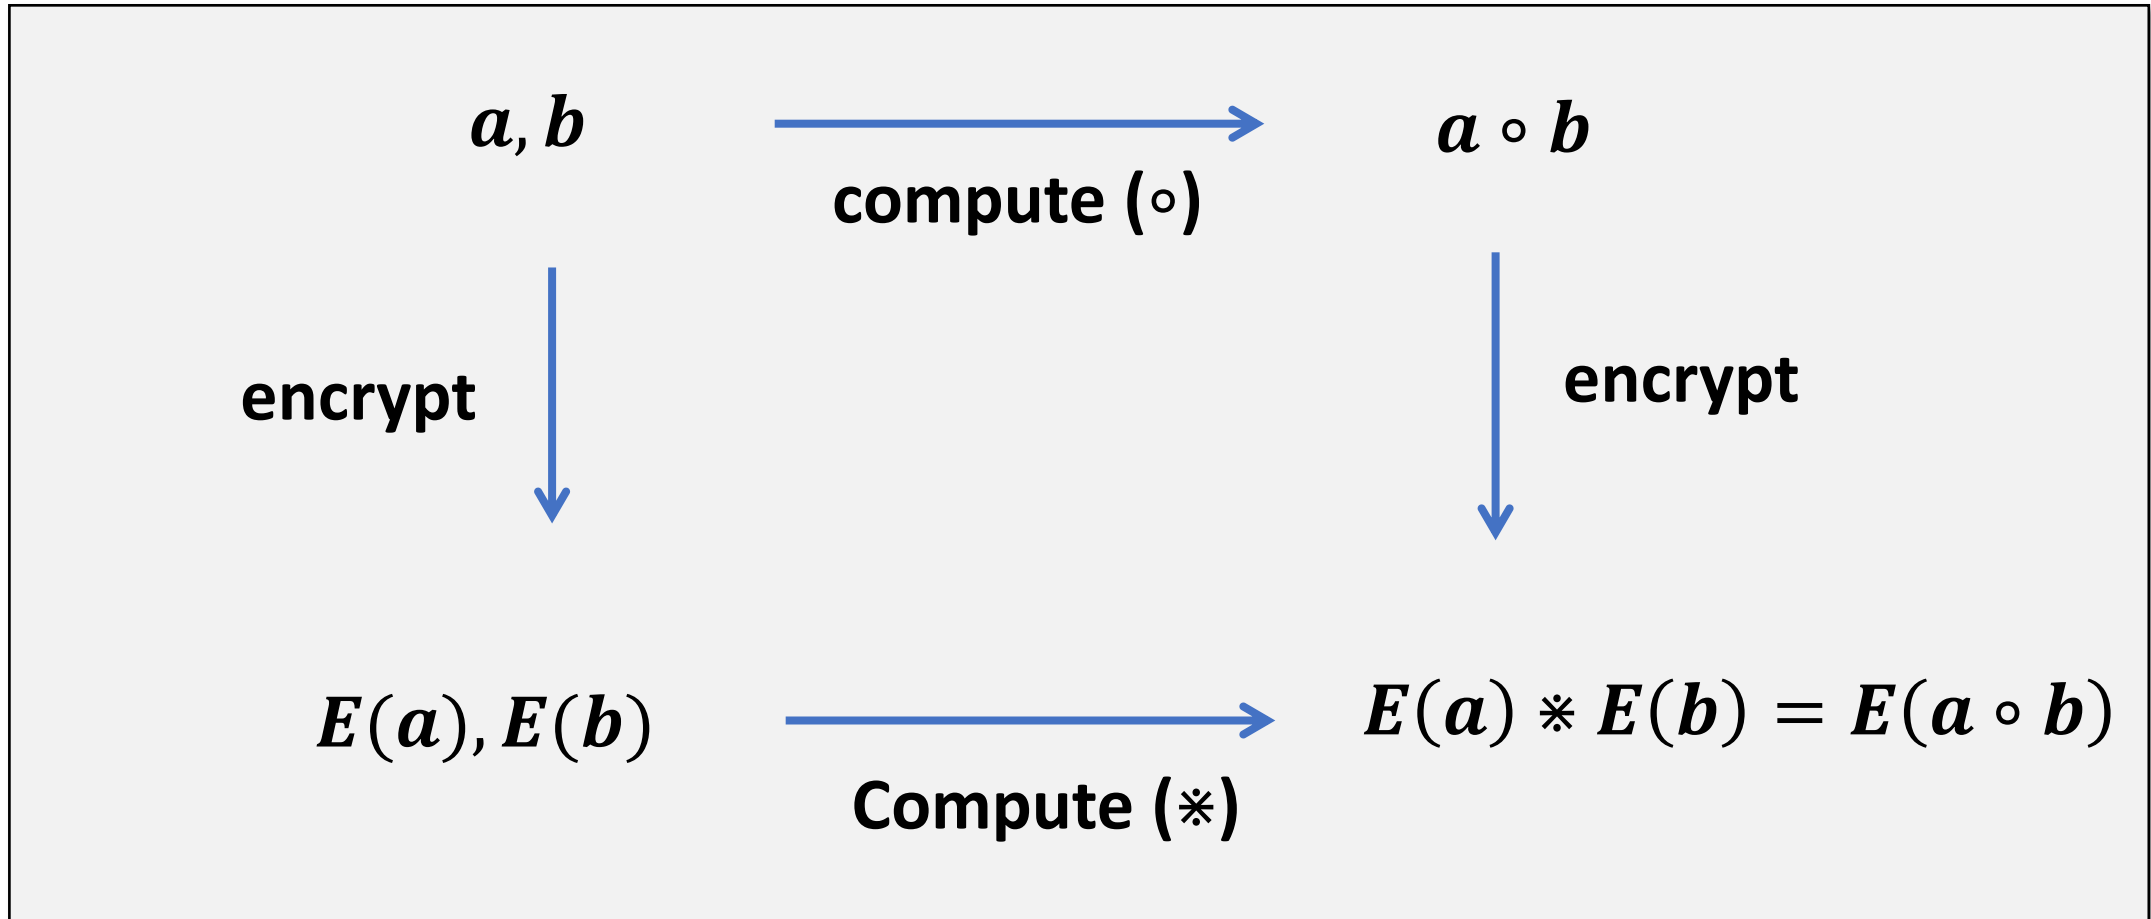 a, b
a ∘ b
compute (∘)
encrypt
encrypt
E(a), E(b)
E(a) ⋇ E(b) = E(a ∘ b)
Compute (⋇)